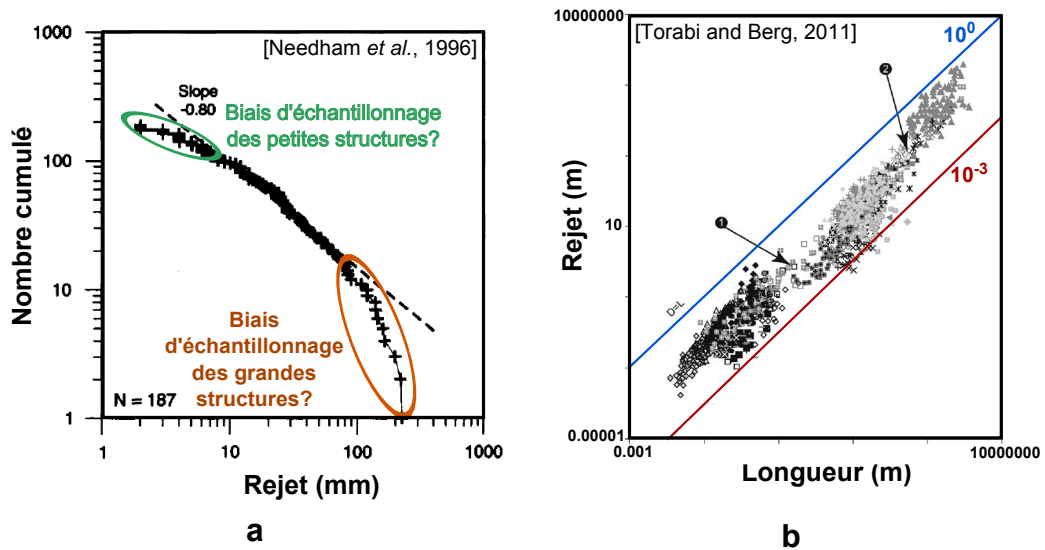 1000
100
10
1
Nombre cumulé
[Needham et al., 1996]
Slope
-0.80
Biais d'échantillonnage
des petites structures?
Biais
d'échantillonnage
des grandes
structures?
N = 187
1
10
100
1000
Rejet (mm)
a
10000000
10
0.00001
Rejet (m)
[Torabi and Berg, 2011]
10⁰
10⁻³
2
1
D~L
0.001
10000000
Longueur (m)
b